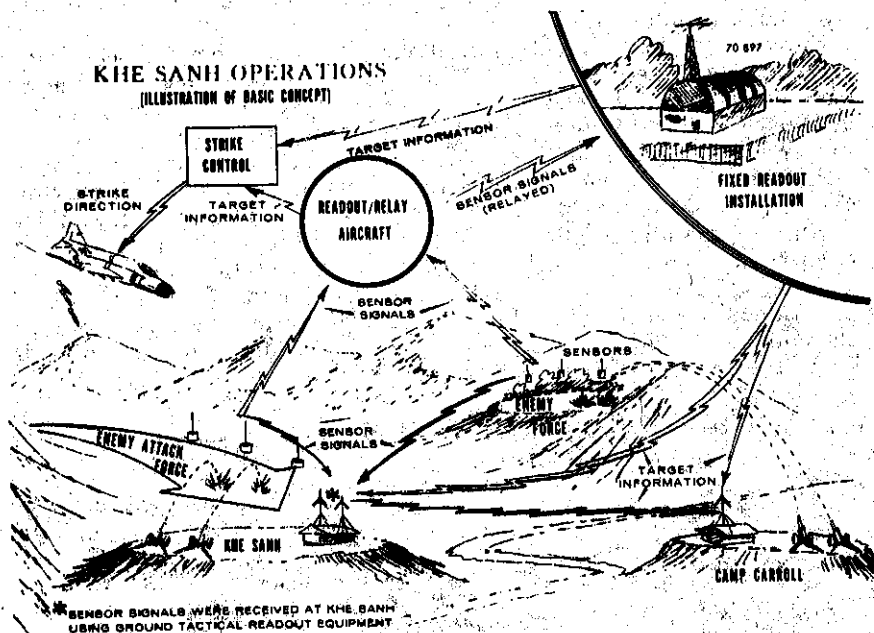 KHE SANH OPERATIONS
(ILLUSTRATION OF BASIC CONCEPT)
70 897
STRIKE
CONTROL
TARGET INFORMATION
STRIKE
DIRECTION
TARGET
INFORMATION
READOUT/RELAY
AIRCRAFT
SENSOR SIGNALS
(RELAYED)
FIXED READOUT
INSTALLATION
SENSOR
SIGNALS
SENSORS
ENEMY
FORCE
ENEMY ATTACK
FORCE
SENSOR
SIGNALS
TARGET
INFORMATION
*
KHE SANH
CAMP CARROLL
* SENSOR SIGNALS WERE RECEIVED AT KHE SANH
USING GROUND TACTICAL READOUT EQUIPMENT